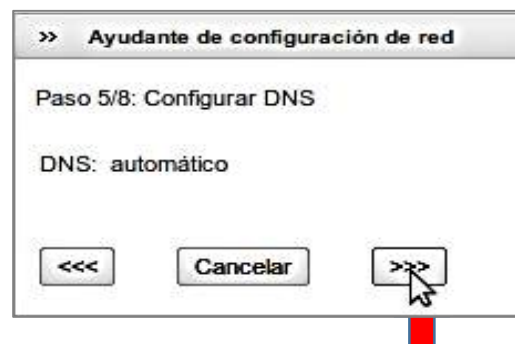 >> Ayudante de configuración de red
Paso 5/8: Configurar DNS
DNS: automático
<<< Cancelar >>>